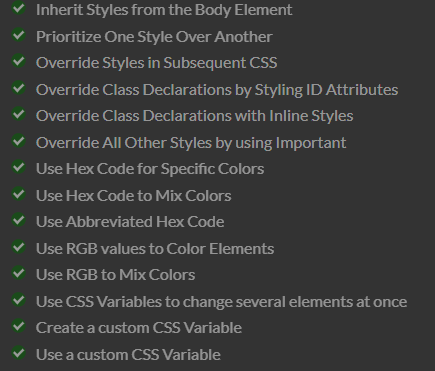 Inherit Styles from the Body Element
Prioritize One Style Over Another
Override Styles in Subsequent CSS
Override Class Declarations by Styling ID Attributes
Override Class Declarations with Inline Styles
Override All Other Styles by using Important
Use Hex Code for Specific Colors
Use Hex Code to Mix Colors
Use Abbreviated Hex Code
Use RGB values to Color Elements
Use RGB to Mix Colors
Use CSS Variables to change several elements at once
Create a custom CSS Variable
Use a custom CSS Variable